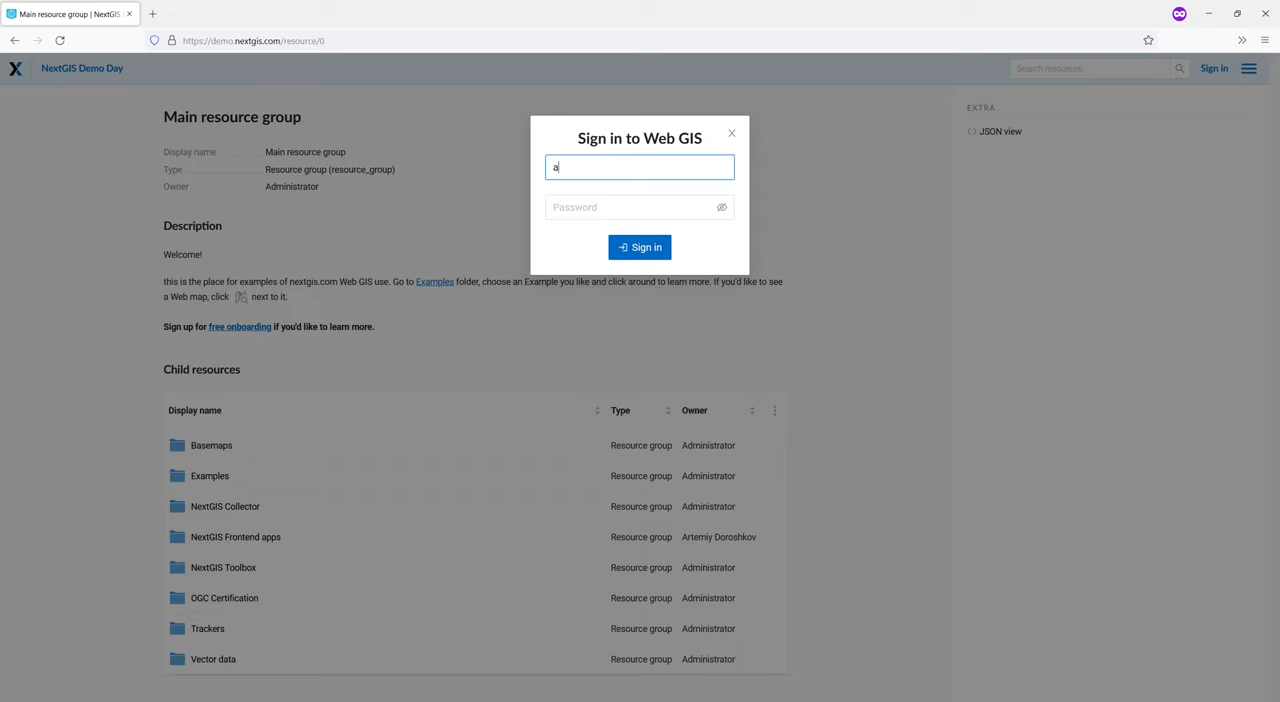 Main resource group | NextGIS
https://demo.nextgis.com/resource/0
NextGIS Demo Day
Search resources
Sign in
Main resource group
Display name Main resource group
Type Resource group (resource_group)
Owner Administrator
EXTRA
JSON view
Sign in to Web GIS
a
Password
Sign in
Description
Welcome!
this is the place for examples of nextgis.com Web GIS use. Go to Examples folder, choose an Example you like and click around to learn more. If you'd like to see
a Web map, click next to it.
Sign up for free onboarding if you'd like to learn more.
Child resources
Display name Type Owner
Basemaps Resource group Administrator
Examples Resource group Administrator
NextGIS Collector Resource group Administrator
NextGIS Frontend apps Resource group Artemiy Doroshkov
NextGIS Toolbox Resource group Administrator
OGC Certification Resource group Administrator
Trackers Resource group Administrator
Vector data Resource group Administrator